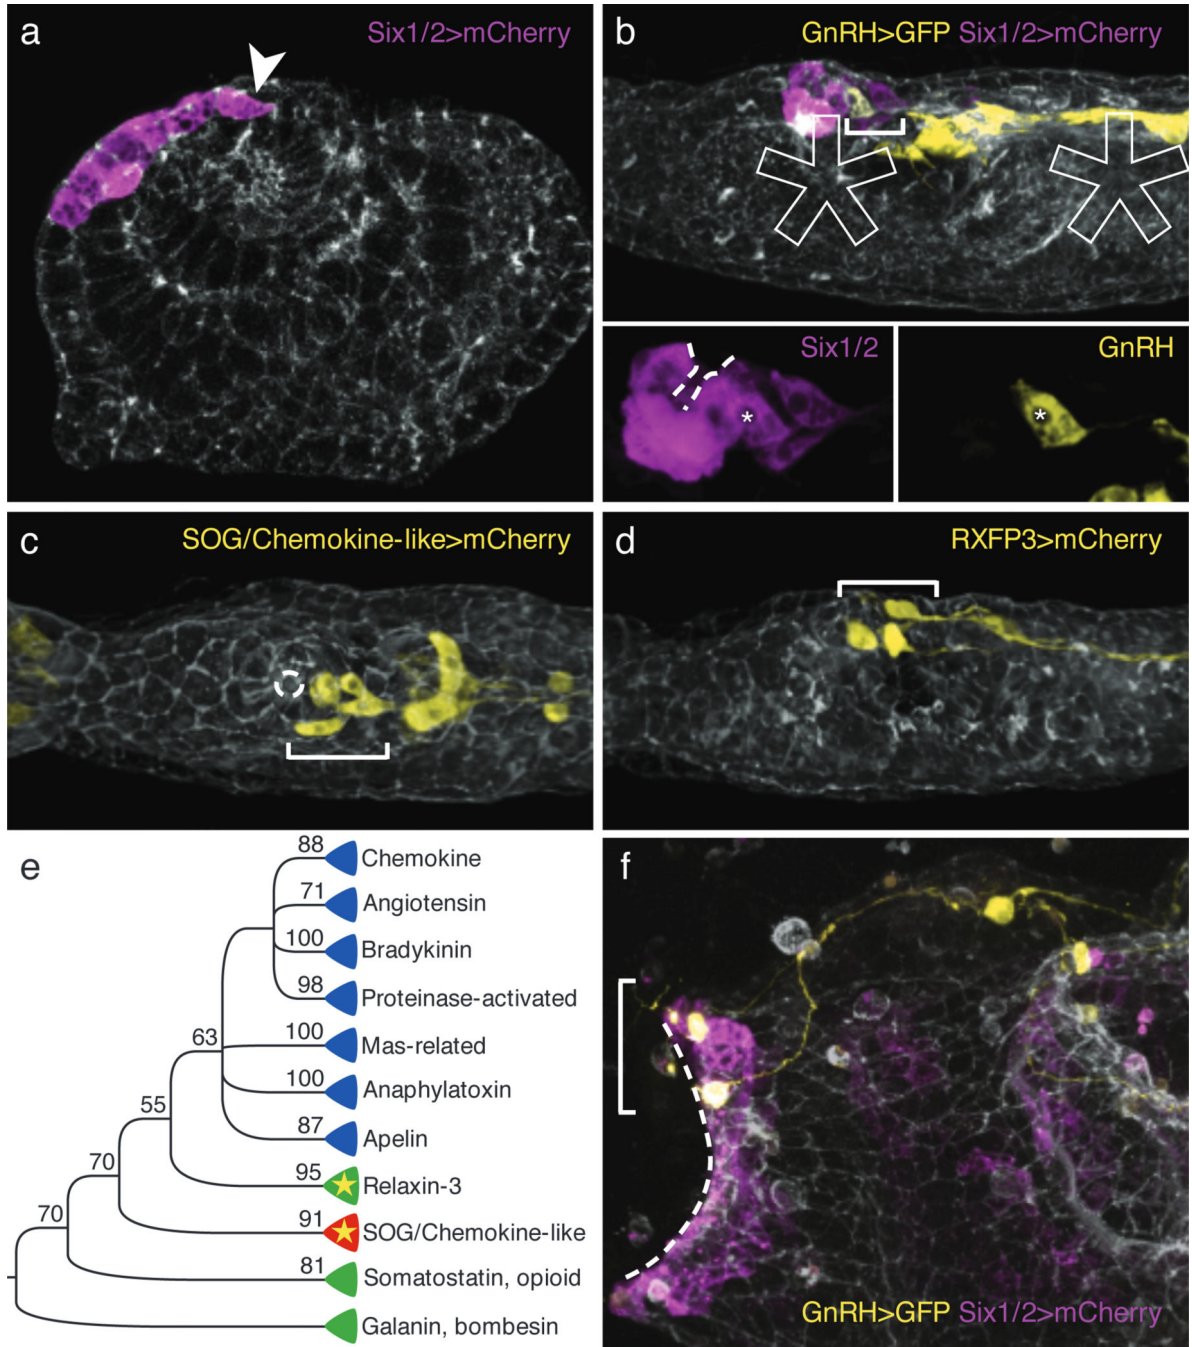 a
Six1/2>mCherry
b
GnRH>GFP Six1/2>mCherry
Six1/2
*
GnRH
*
c
SOG/Chemokine-like>mCherry
d
RXFP3>mCherry
e
88 Chemokine
71 Angiotensin
100 Bradykinin
98 Proteinase-activated
63
100 Mas-related
100 Anaphylatoxin
55
87 Apelin
70
95 Relaxin-3
70
91 SOG/Chemokine-like
81 Somatostatin, opioid
Galanin, bombesin
f
GnRH>GFP Six1/2>mCherry